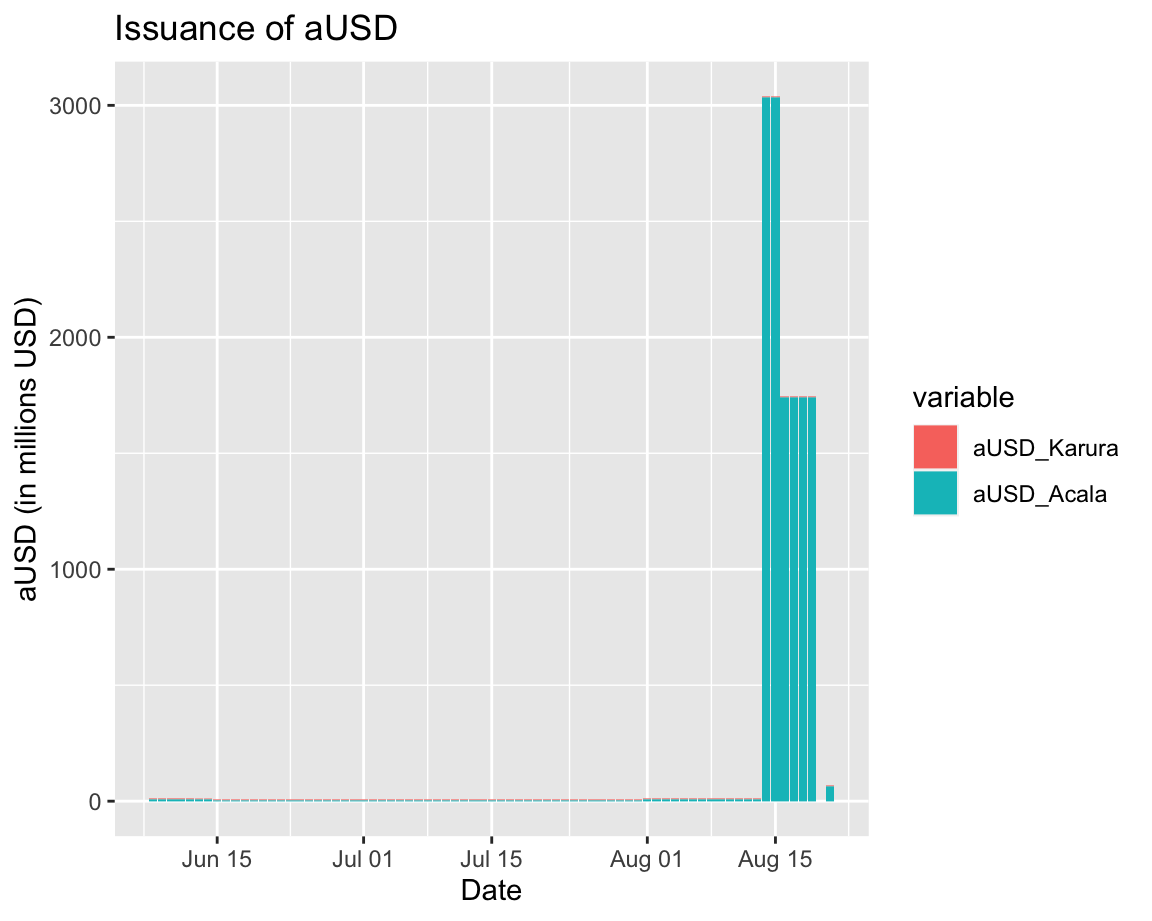 Issuance of aUSD
3000
2000
1000
0
aUSD (in millions USD)
Jun 15
Jul 01
Jul 15
Aug 01
Aug 15
Date
variable
aUSD_Karura
aUSD_Acala